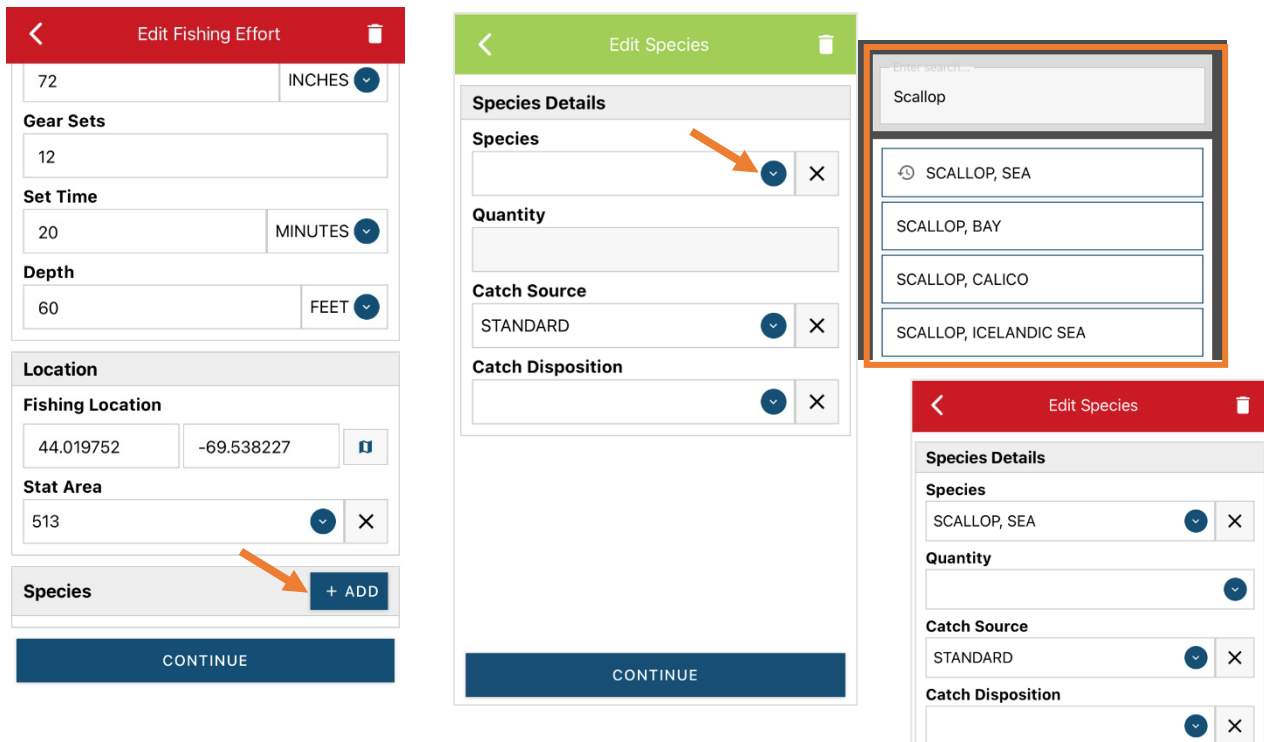 Edit Fishing Effort
72 INCHES
Gear Sets
12
Set Time
20 MINUTES
Depth
60 FEET
Location
Fishing Location
44.019752 -69.538227
Stat Area
513
Species + ADD
CONTINUE
Edit Species
Species Details
Species
Quantity
Catch Source
STANDARD
Catch Disposition
CONTINUE
Enter search...
Scallop
SCALLOP, SEA
SCALLOP, BAY
SCALLOP, CALICO
SCALLOP, ICELANDIC SEA
Edit Species
Species Details
Species
SCALLOP, SEA
Quantity
Catch Source
STANDARD
Catch Disposition